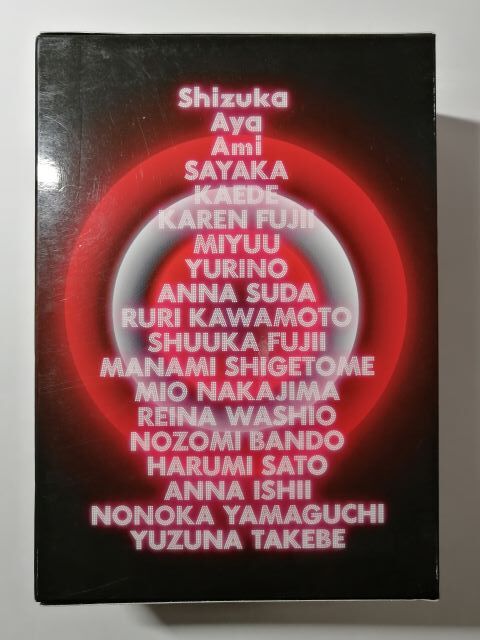 Shizuka
Aya
Ami
SAYAKA
KAEDE
KAREN FUJII
MIYUU
YURINO
ANNA SUDA
RURI KAWAMOTO
SHUUKA FUJII
MANAMI SHIGETOME
MIO NAKAJIMA
REINA WASHIO
NOZOMI BANDO
HARUMI SATO
ANNA ISHII
NONOKA YAMAGUCHI
YUZUNA TAKEBE